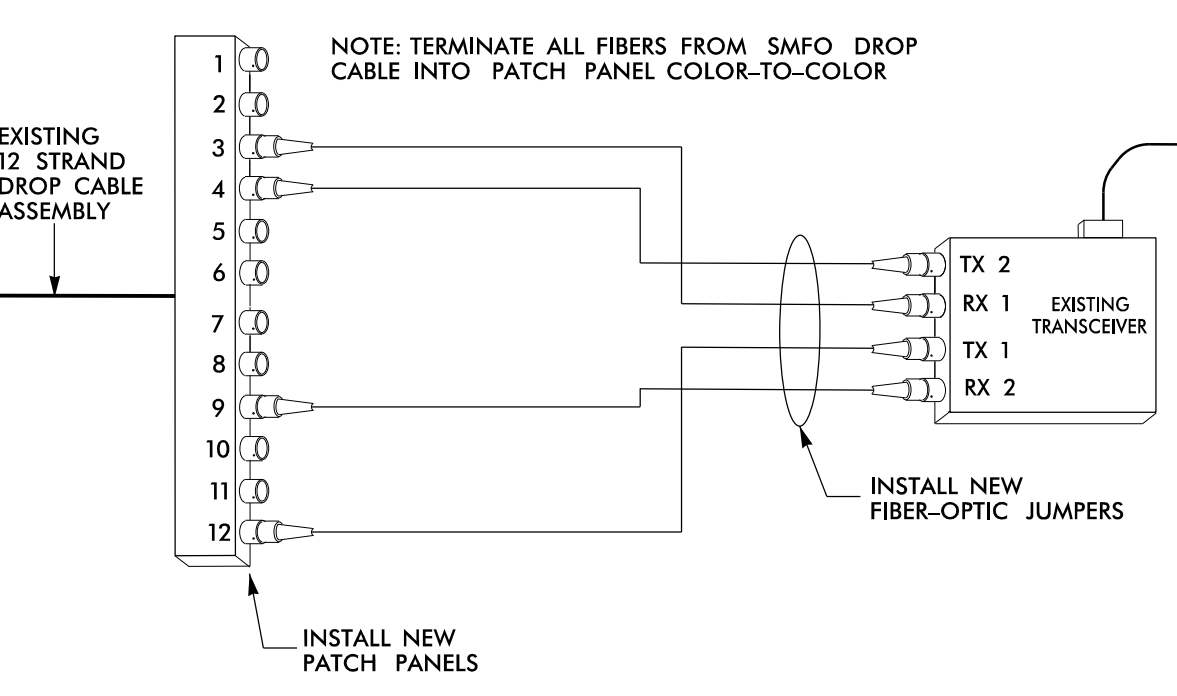 NOTE: TERMINATE ALL FIBERS FROM SMFO DROP
CABLE INTO PATCH PANEL COLOR–TO–COLOR
EXISTING
12 STRAND
DROP CABLE
ASSEMBLY
1
2
3
4
5
6
7
8
9
10
11
12
TX 2
RX 1
TX 1
RX 2
EXISTING
TRANSCEIVER
INSTALL NEW
FIBER–OPTIC JUMPERS
INSTALL NEW
PATCH PANELS